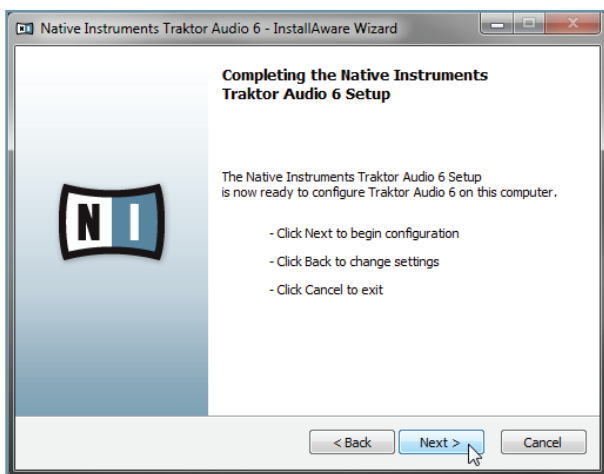 Native Instruments Traktor Audio 6 - InstallAware Wizard
Completing the Native Instruments
Traktor Audio 6 Setup
The Native Instruments Traktor Audio 6 Setup
is now ready to configure Traktor Audio 6 on this computer.
- Click Next to begin configuration
- Click Back to change settings
- Click Cancel to exit
NI
< Back Next > Cancel